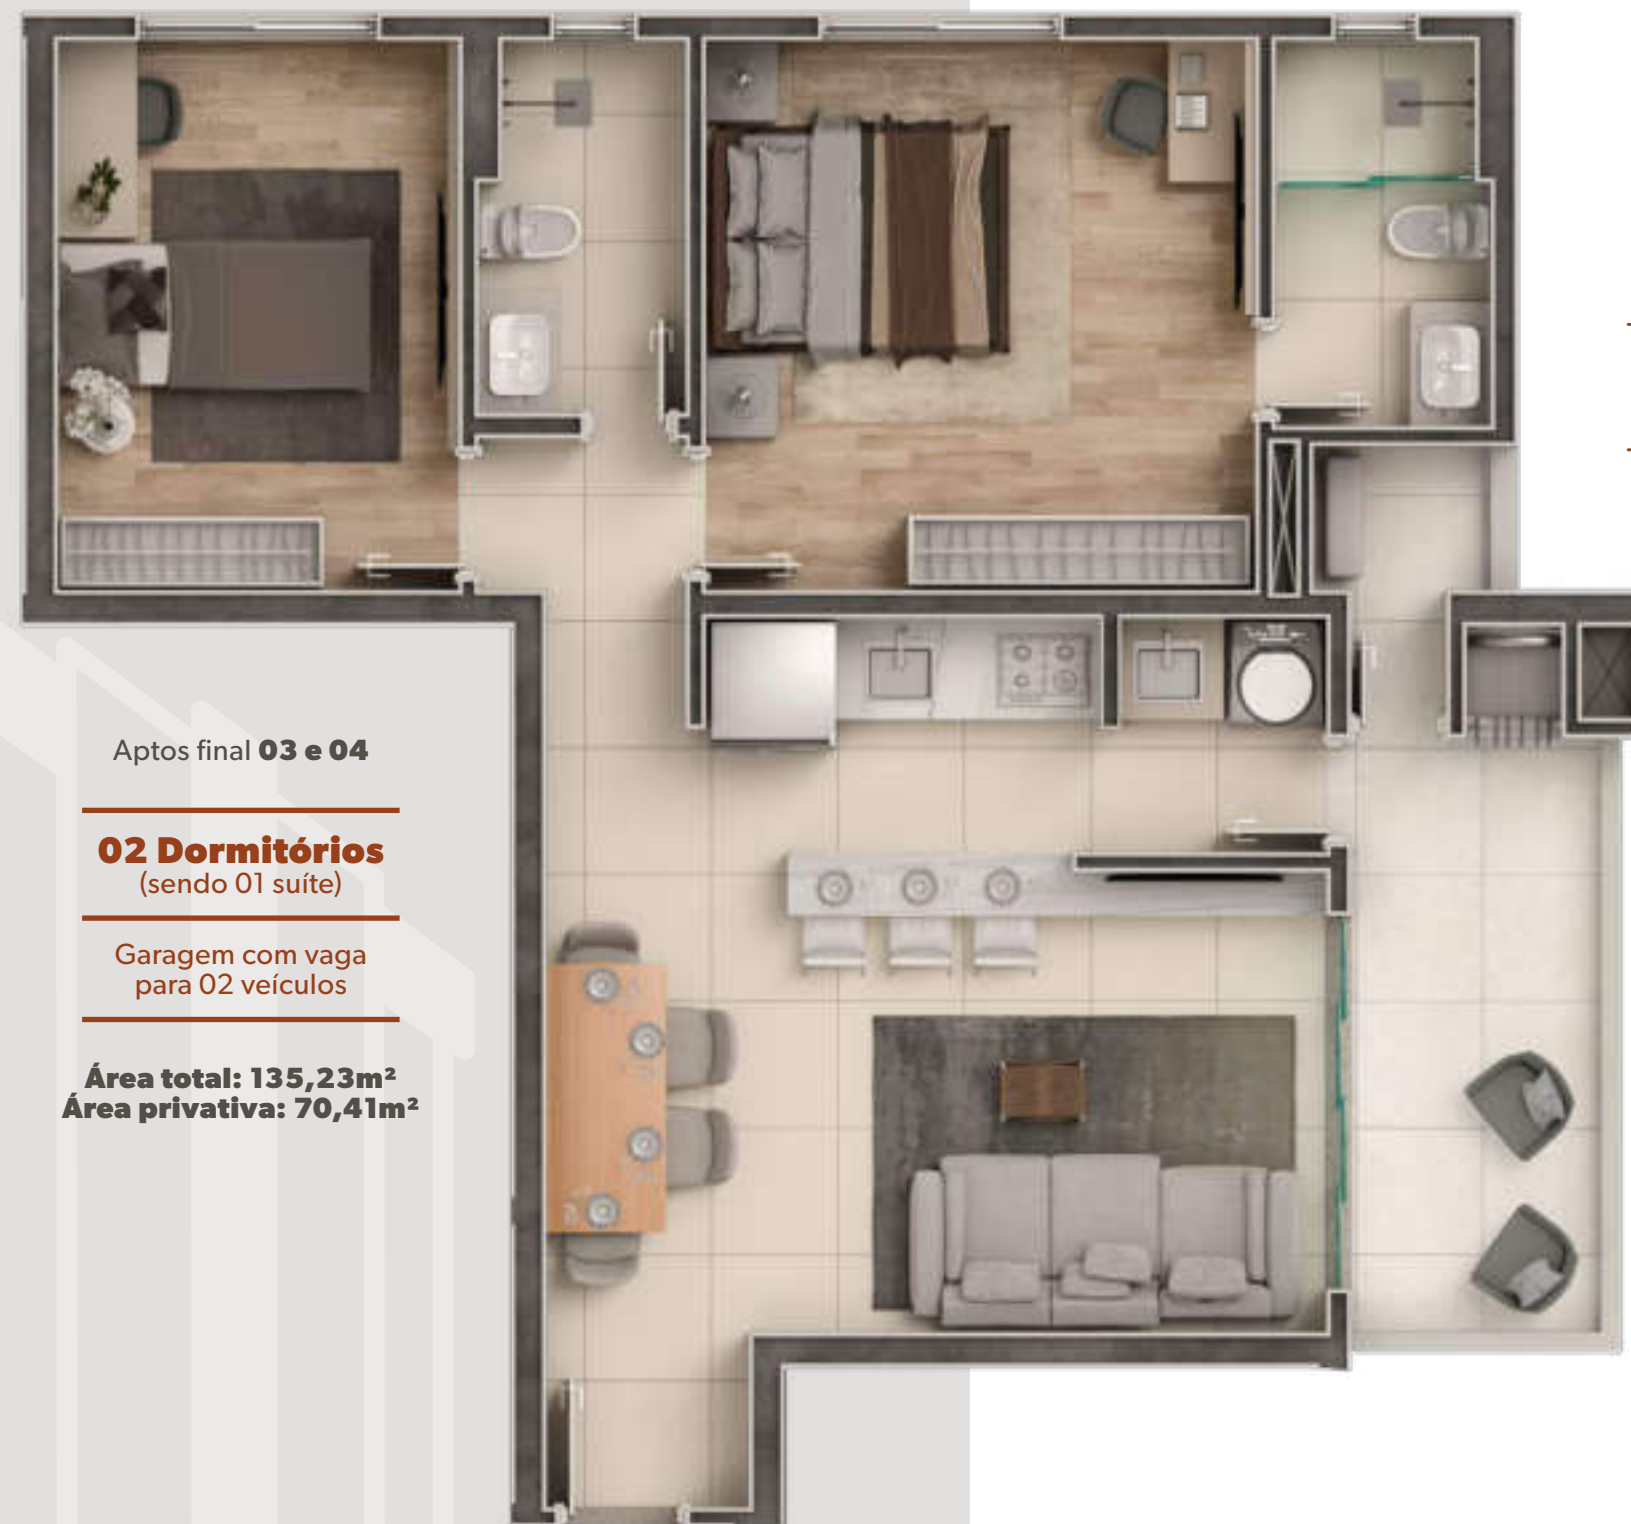 Aptos final 03 e 04
02 Dormitórios
(sendo 01 suíte)
Garagem com vaga
para 02 veículos
Área total: 135,23m²
Área privativa: 70,41m²